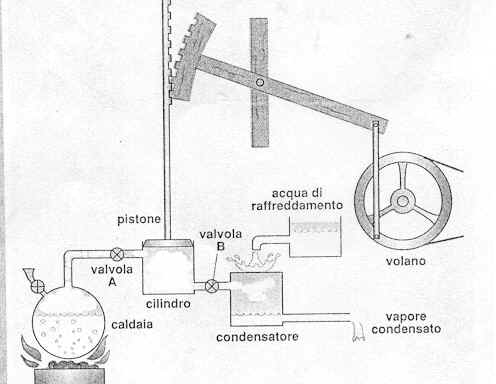 acqua di
raffreddamento
pistone
valvola
B
volano
valvola
A
cilindro
caldaia
condensatore
vapore
condensato